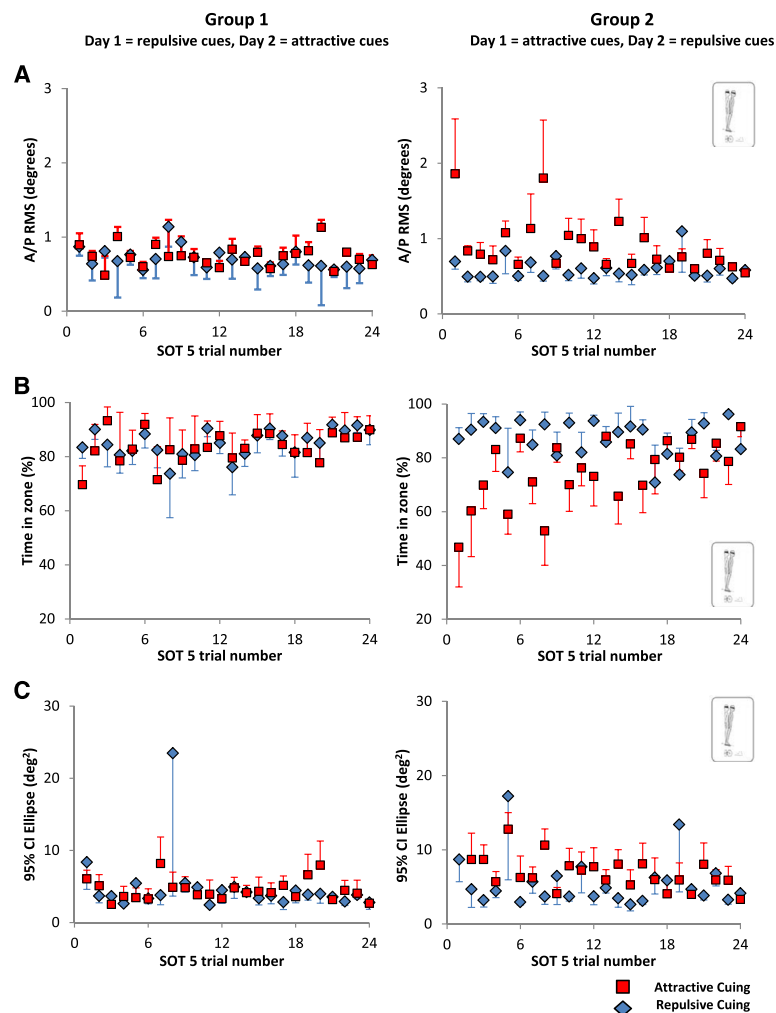 Group 1
Group 2
Day 1 = repulsive cues, Day 2 = attractive cues
Day 1 = attractive cues, Day 2 = repulsive cues
A
A/P RMS (degrees)
3
2
1
0
0 6 12 18 24
SOT 5 trial number
A/P RMS (degrees)
3
2
1
0
0 6 12 18 24
SOT 5 trial number
B
Time in zone (%)
100
80
60
40
20
0 6 12 18 24
SOT 5 trial number
Time in zone (%)
100
80
60
40
20
0 6 12 18 24
SOT 5 trial number
C
95% CI Ellipse (deg²)
30
20
10
0
0 6 12 18 24
SOT 5 trial number
95% CI Ellipse (deg²)
30
20
10
0
0 6 12 18 24
SOT 5 trial number
Attractive Cuing
Repulsive Cuing